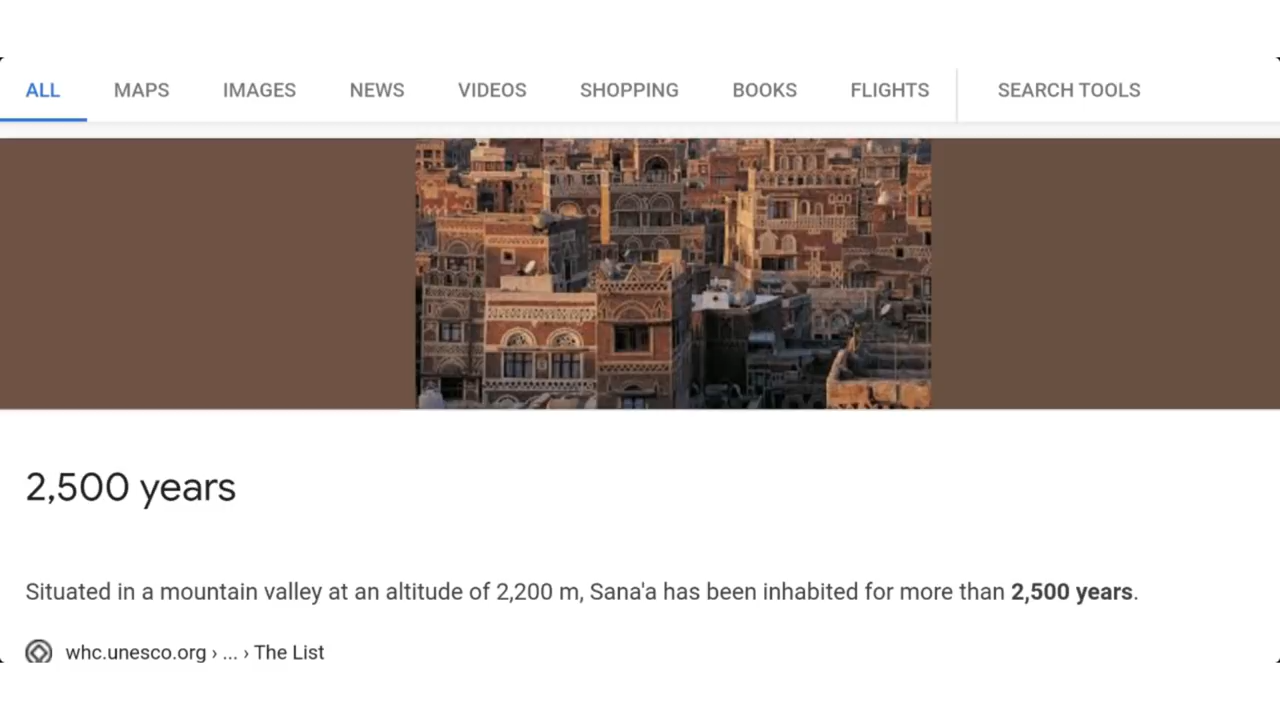 ALL MAPS IMAGES NEWS VIDEOS SHOPPING BOOKS FLIGHTS SEARCH TOOLS
2,500 years
Situated in a mountain valley at an altitude of 2,200 m, Sana'a has been inhabited for more than 2,500 years.
whc.unesco.org › ... › The List